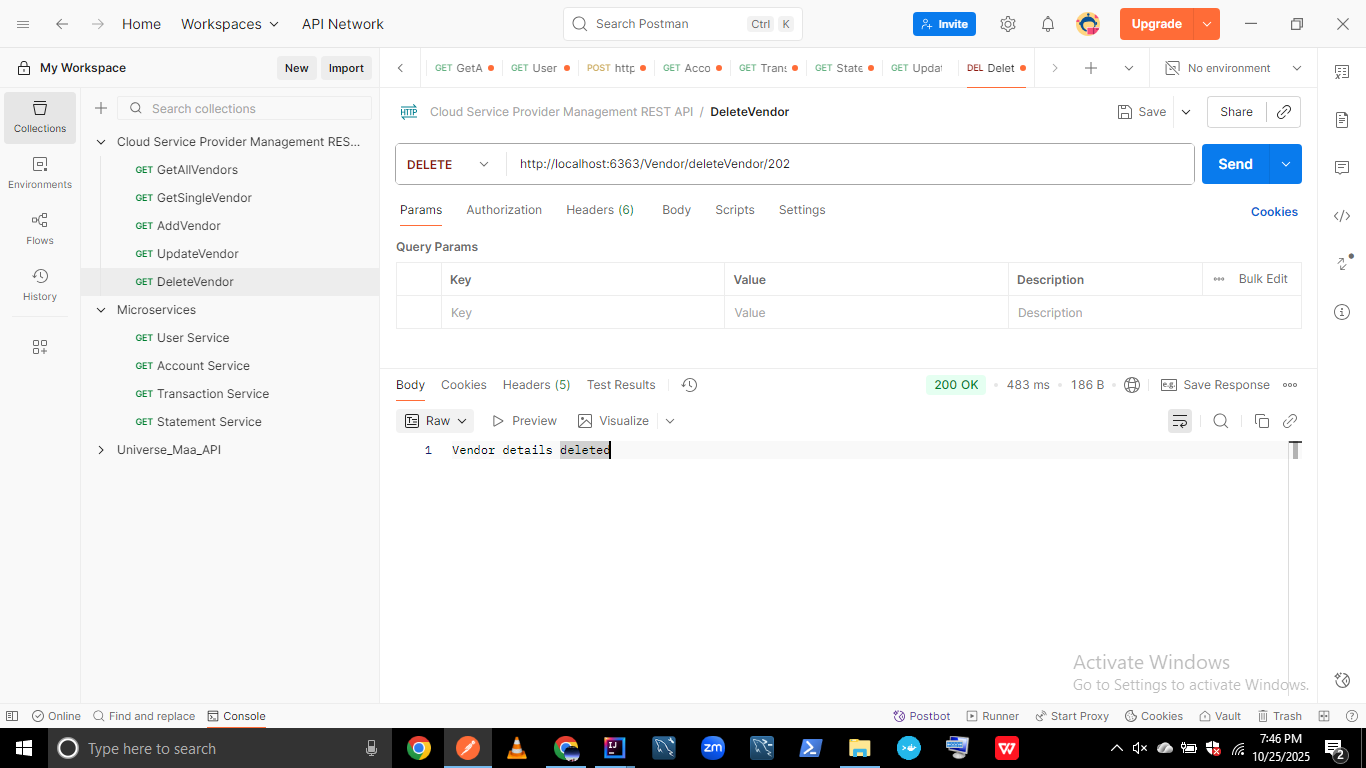 Home Workspaces API Network Search Postman Ctrl K Invite Upgrade
My Workspace New Import GET GetA GET User POST http GET Acco GET Trans GET State GET Updat DEL Delet No environment
Collections
Environments
Flows
History
Search collections
Cloud Service Provider Management RES...
GET GetAllVendors
GET GetSingleVendor
GET AddVendor
GET UpdateVendor
GET DeleteVendor
Microservices
GET User Service
GET Account Service
GET Transaction Service
GET Statement Service
Universe_Maa_API
HTTP Cloud Service Provider Management REST API / DeleteVendor Save Share
DELETE http://localhost:6363/Vendor/deleteVendor/202 Send
Params Authorization Headers (6) Body Scripts Settings Cookies
Query Params
Key Value Description Bulk Edit
Key Value Description
Body Cookies Headers (5) Test Results 200 OK 483 ms 186 B e.g. Save Response
Raw Preview Visualize
1 Vendor details deleted
Activate Windows
Go to Settings to activate Windows.
Online Find and replace Console Postbot Runner Start Proxy Cookies Vault Trash
Type here to search zm W 7:46 PM
10/25/2025 2